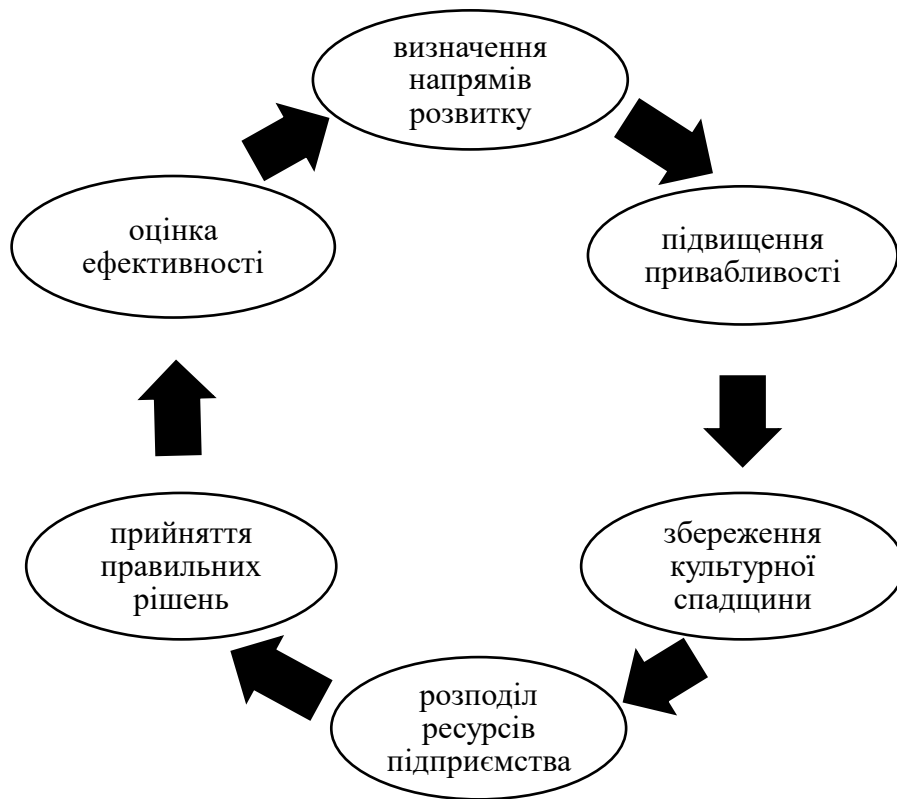 визначення
напрямів
розвитку
підвищення
привабливості
збереження
культурної
спадщини
розподіл
ресурсів
підприємства
прийняття
правильних
рішень
оцінка
ефективності